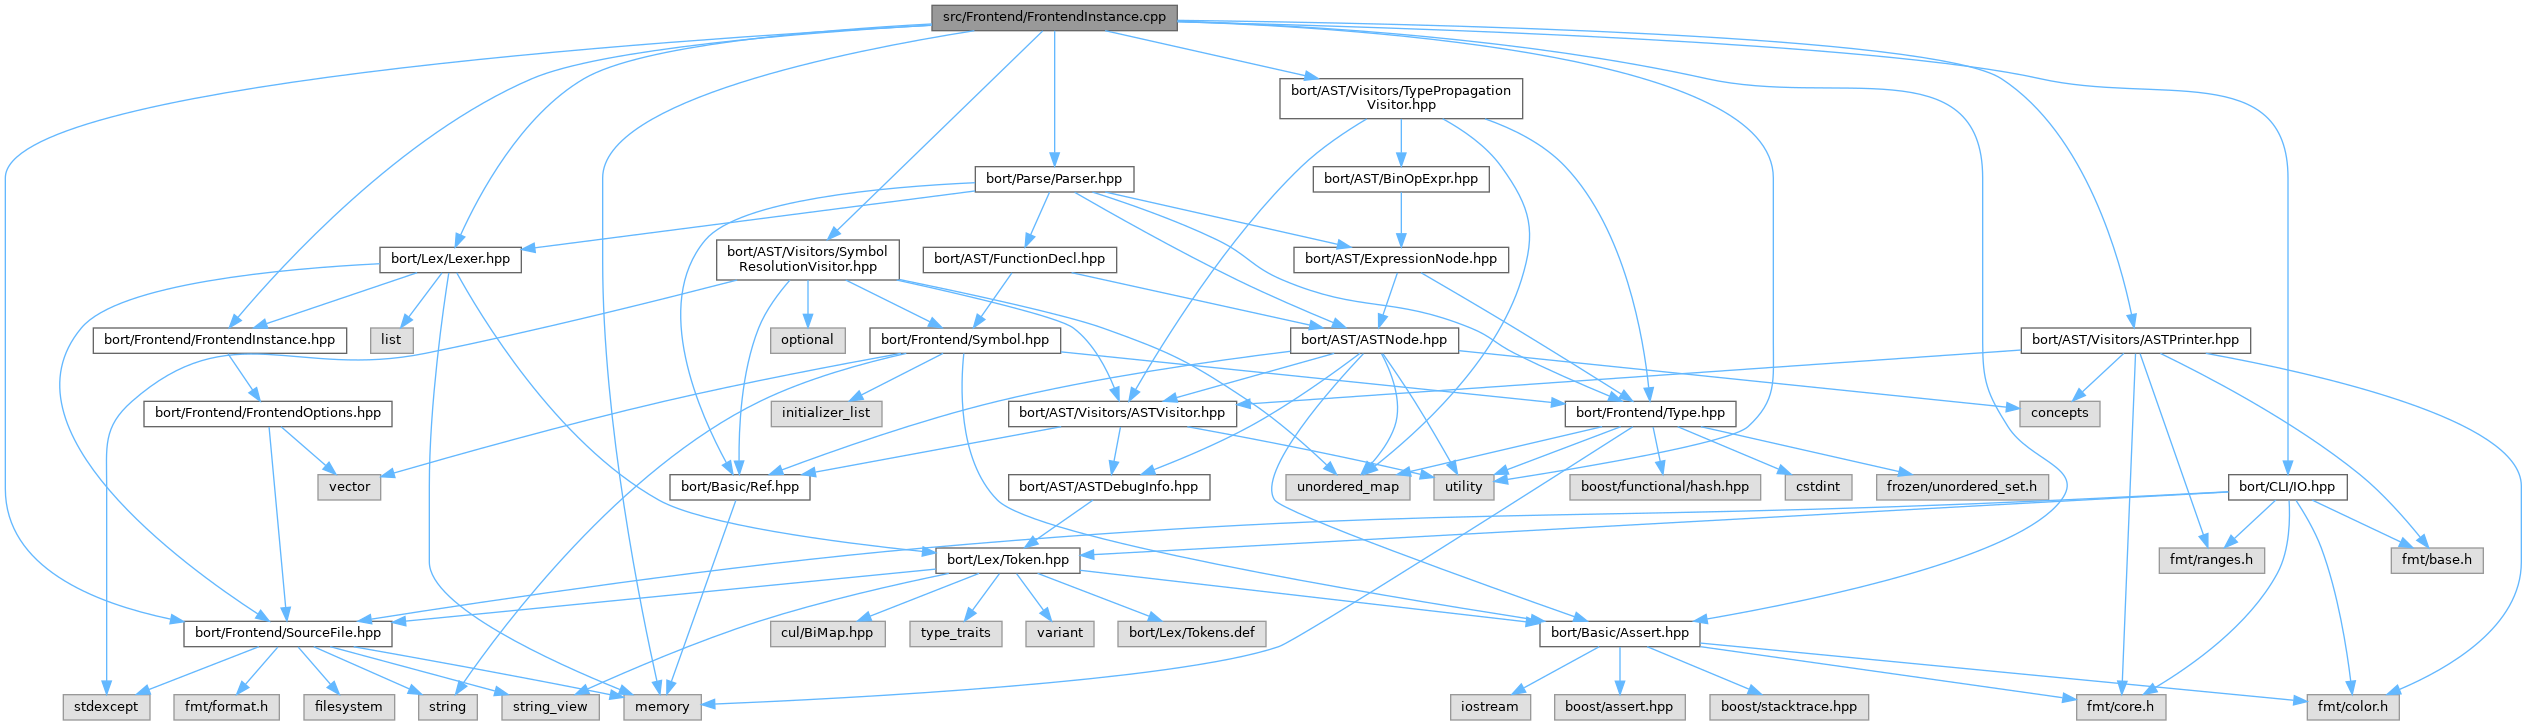 src/Frontend/FrontendInstance.cpp
bort/AST/Visitors/TypePropagation
Visitor.hpp
bort/Parse/Parser.hpp
bort/AST/BinOpExpr.hpp
bort/Lex/Lexer.hpp
bort/AST/Visitors/Symbol
ResolutionVisitor.hpp
bort/AST/FunctionDecl.hpp
bort/AST/ExpressionNode.hpp
bort/Frontend/FrontendInstance.hpp
list
optional
bort/Frontend/Symbol.hpp
bort/AST/ASTNode.hpp
bort/AST/Visitors/ASTPrinter.hpp
bort/Frontend/FrontendOptions.hpp
initializer_list
bort/AST/Visitors/ASTVisitor.hpp
bort/Frontend/Type.hpp
concepts
vector
bort/Basic/Ref.hpp
bort/AST/ASTDebugInfo.hpp
unordered_map
utility
boost/functional/hash.hpp
cstdint
frozen/unordered_set.h
bort/CLI/IO.hpp
bort/Lex/Token.hpp
fmt/ranges.h
fmt/base.h
bort/Frontend/SourceFile.hpp
cul/BiMap.hpp
type_traits
variant
bort/Lex/Tokens.def
bort/Basic/Assert.hpp
stdexcept
fmt/format.h
filesystem
string
string_view
memory
iostream
boost/assert.hpp
boost/stacktrace.hpp
fmt/core.h
fmt/color.h